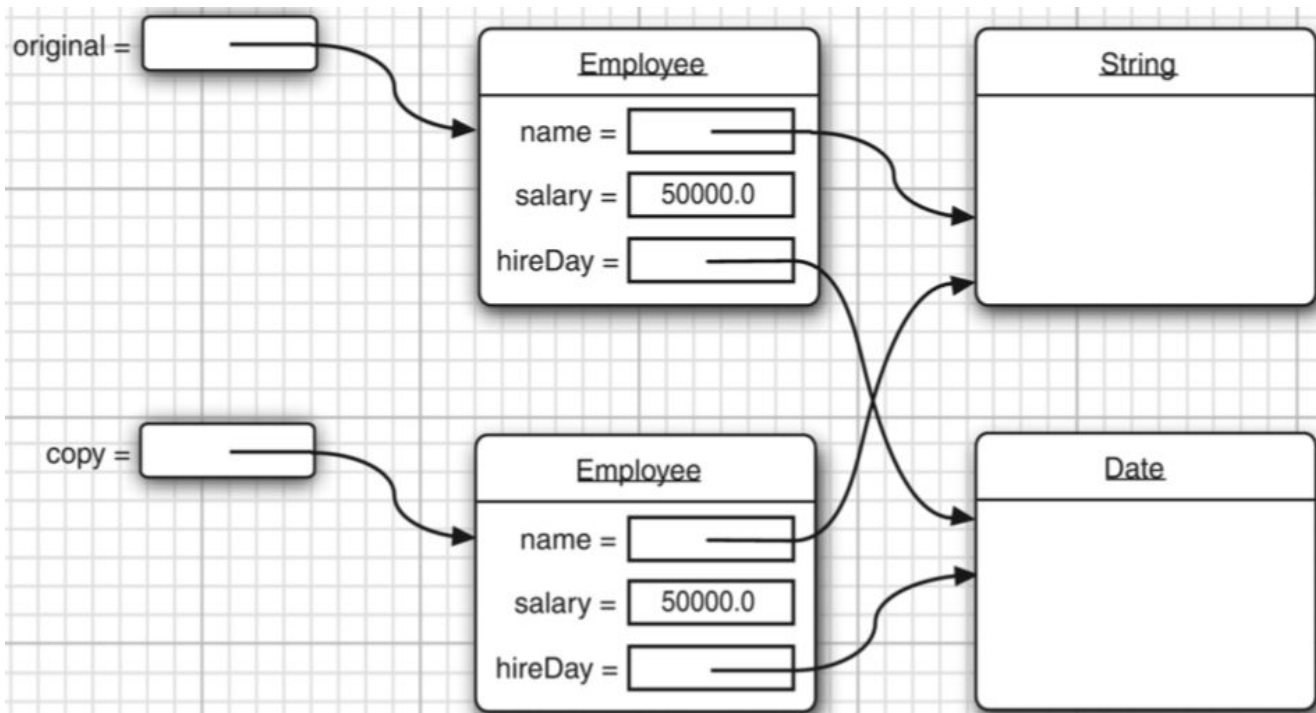 original =
Employee
name =
salary = 50000.0
hireDay =
String
copy =
Employee
name =
salary = 50000.0
hireDay =
Date